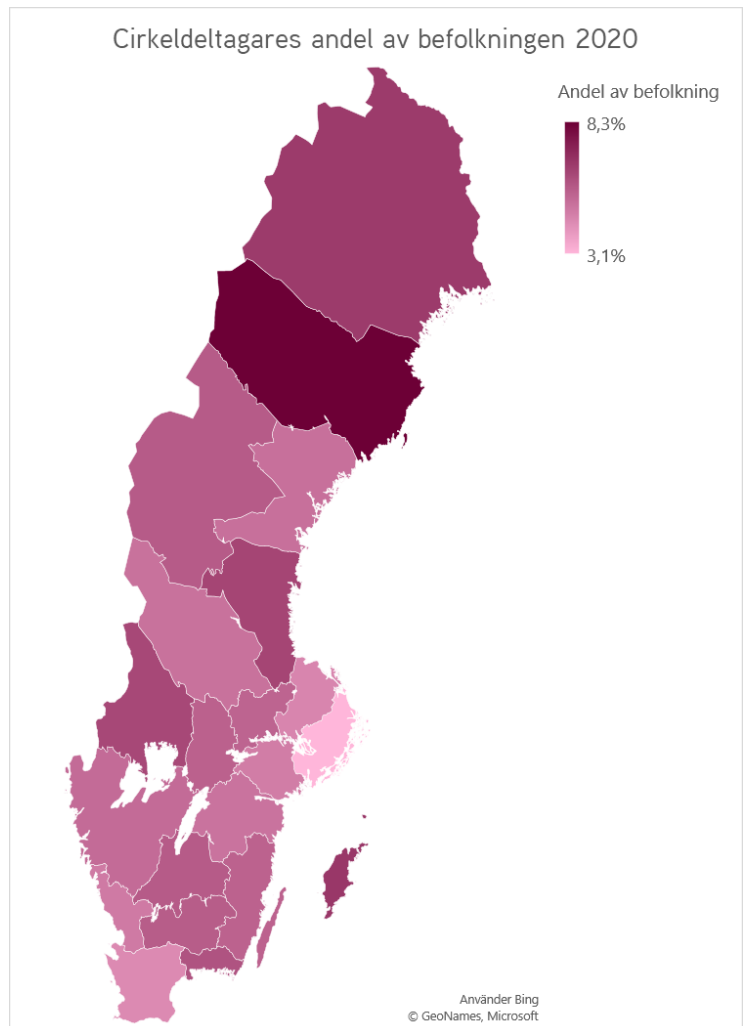 Cirkeldeltagares andel av befolkningen 2020
Andel av befolkning
8,3%
3,1%
Använder Bing
© GeoNames, Microsoft